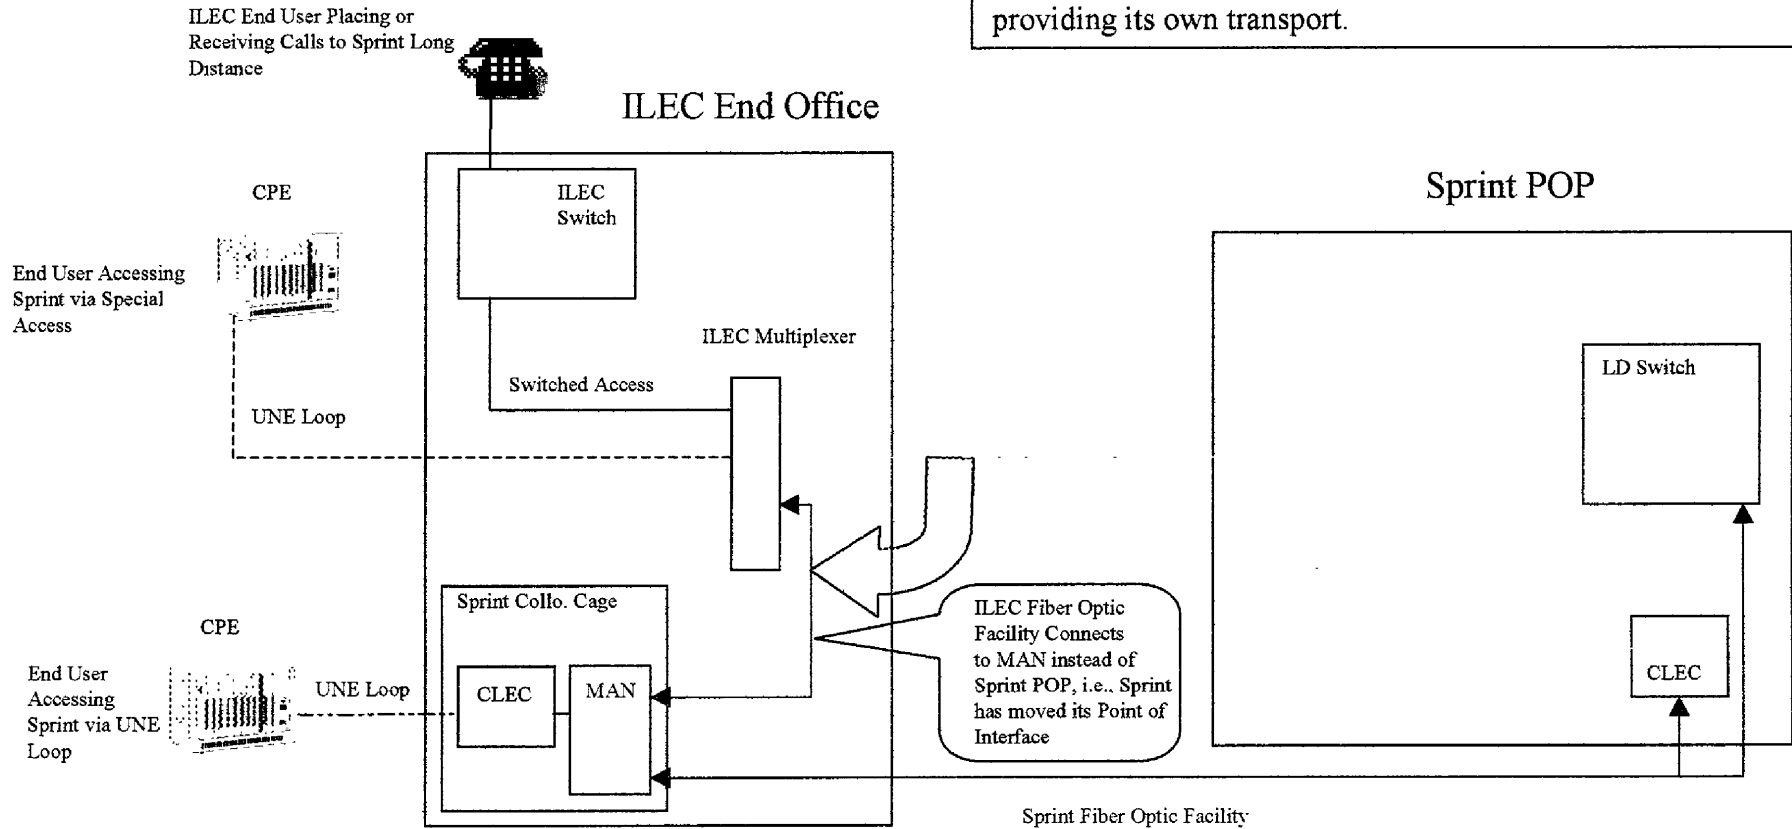 ILEC End User Placing or
Receiving Calls to Sprint Long
Distance
providing its own transport.
ILEC End Office
Sprint POP
CPE
ILEC
Switch
End User Accessing
Sprint via Special
Access
ILEC Multiplexer
LD Switch
Switched Access
UNE Loop
Sprint Collo. Cage
ILEC Fiber Optic
Facility Connects
to MAN instead of
Sprint POP, i.e., Sprint
has moved its Point of
Interface
CPE
End User
Accessing
Sprint via UNE
Loop
UNE Loop
CLEC
MAN
CLEC
Sprint Fiber Optic Facility